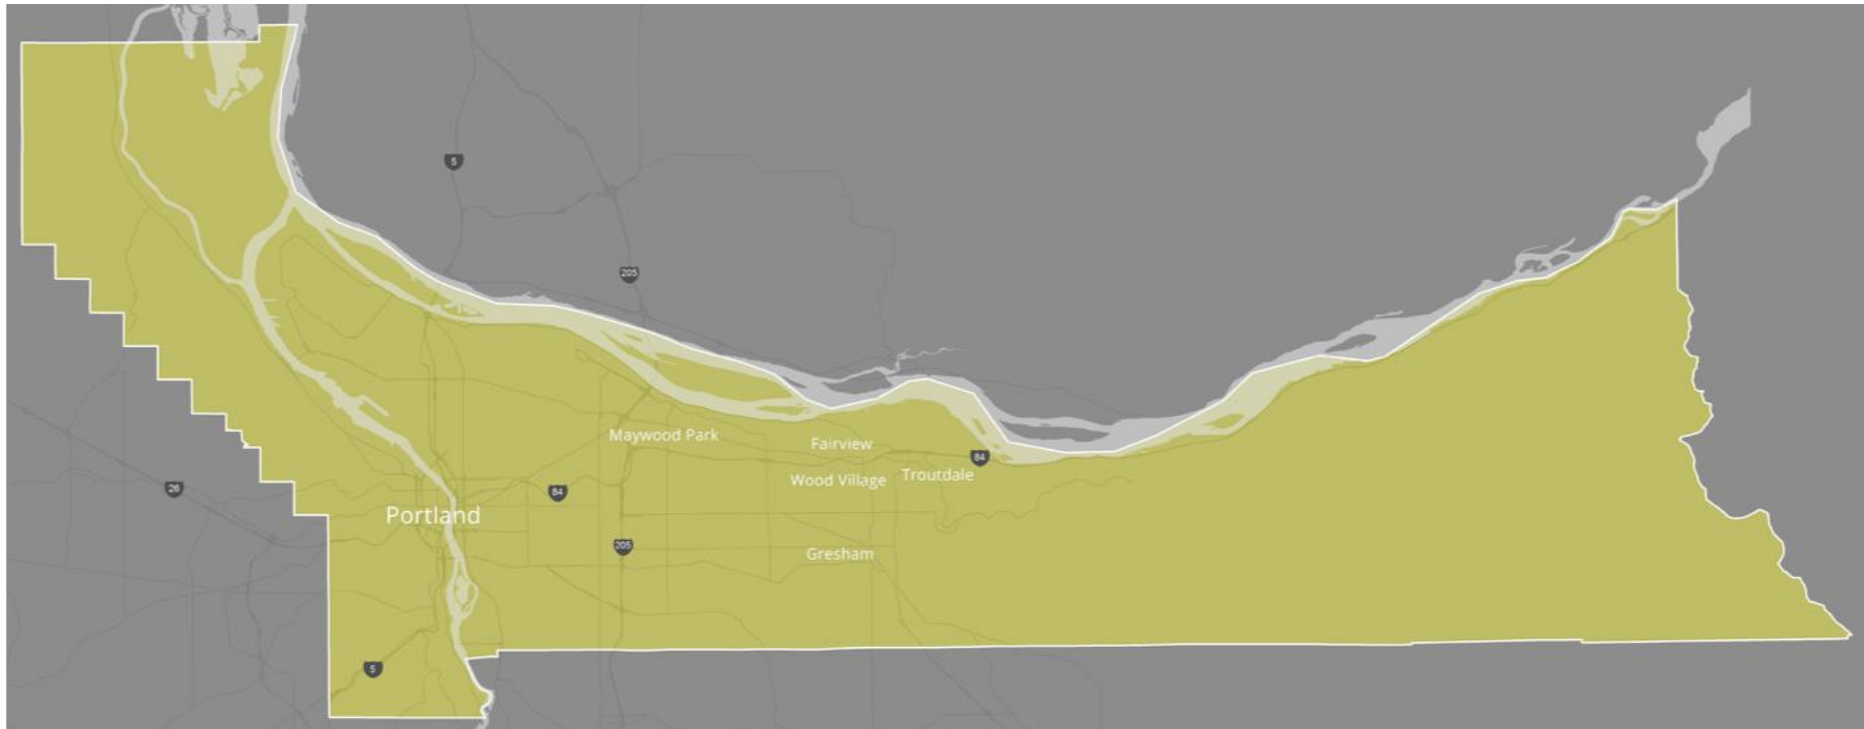 5
205
Maywood Park
Fairview
84
Wood Village
Troutdale
26
84
Portland
205
Gresham
5